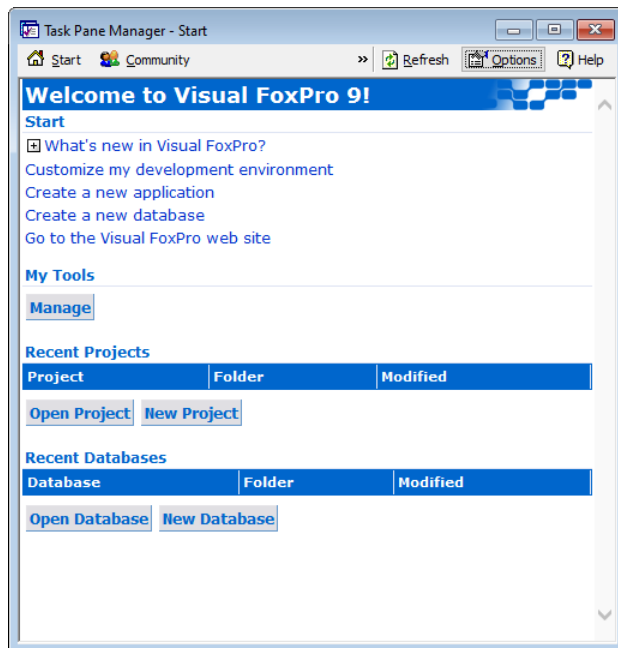 Task Pane Manager - Start
Start Community » Refresh Options Help
Welcome to Visual FoxPro 9!
Start
What's new in Visual FoxPro?
Customize my development environment
Create a new application
Create a new database
Go to the Visual FoxPro web site
My Tools
Manage
Recent Projects
Project Folder Modified
Open Project New Project
Recent Databases
Database Folder Modified
Open Database New Database